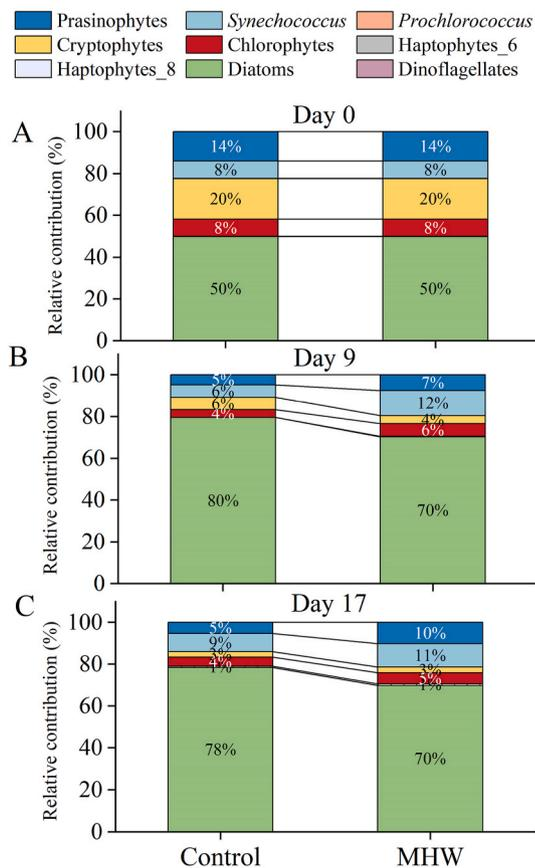 Prasinophytes Synechococcus Prochlorococcus
Cryptophytes Chlorophytes Haptophytes_6
Haptophytes_8 Diatoms Dinoflagellates
A
Day 0
Relative contribution (%)
100
80
60
40
20
0
14% 14%
8% 8%
20% 20%
8% 8%
50% 50%
B
Day 9
Relative contribution (%)
100
80
60
40
20
0
5% 7%
6% 12%
6% 4%
4% 6%
80% 70%
C
Day 17
Relative contribution (%)
100
80
60
40
20
0
5% 10%
9% 11%
3% 3%
4% 5%
1% 1%
78% 70%
Control MHW